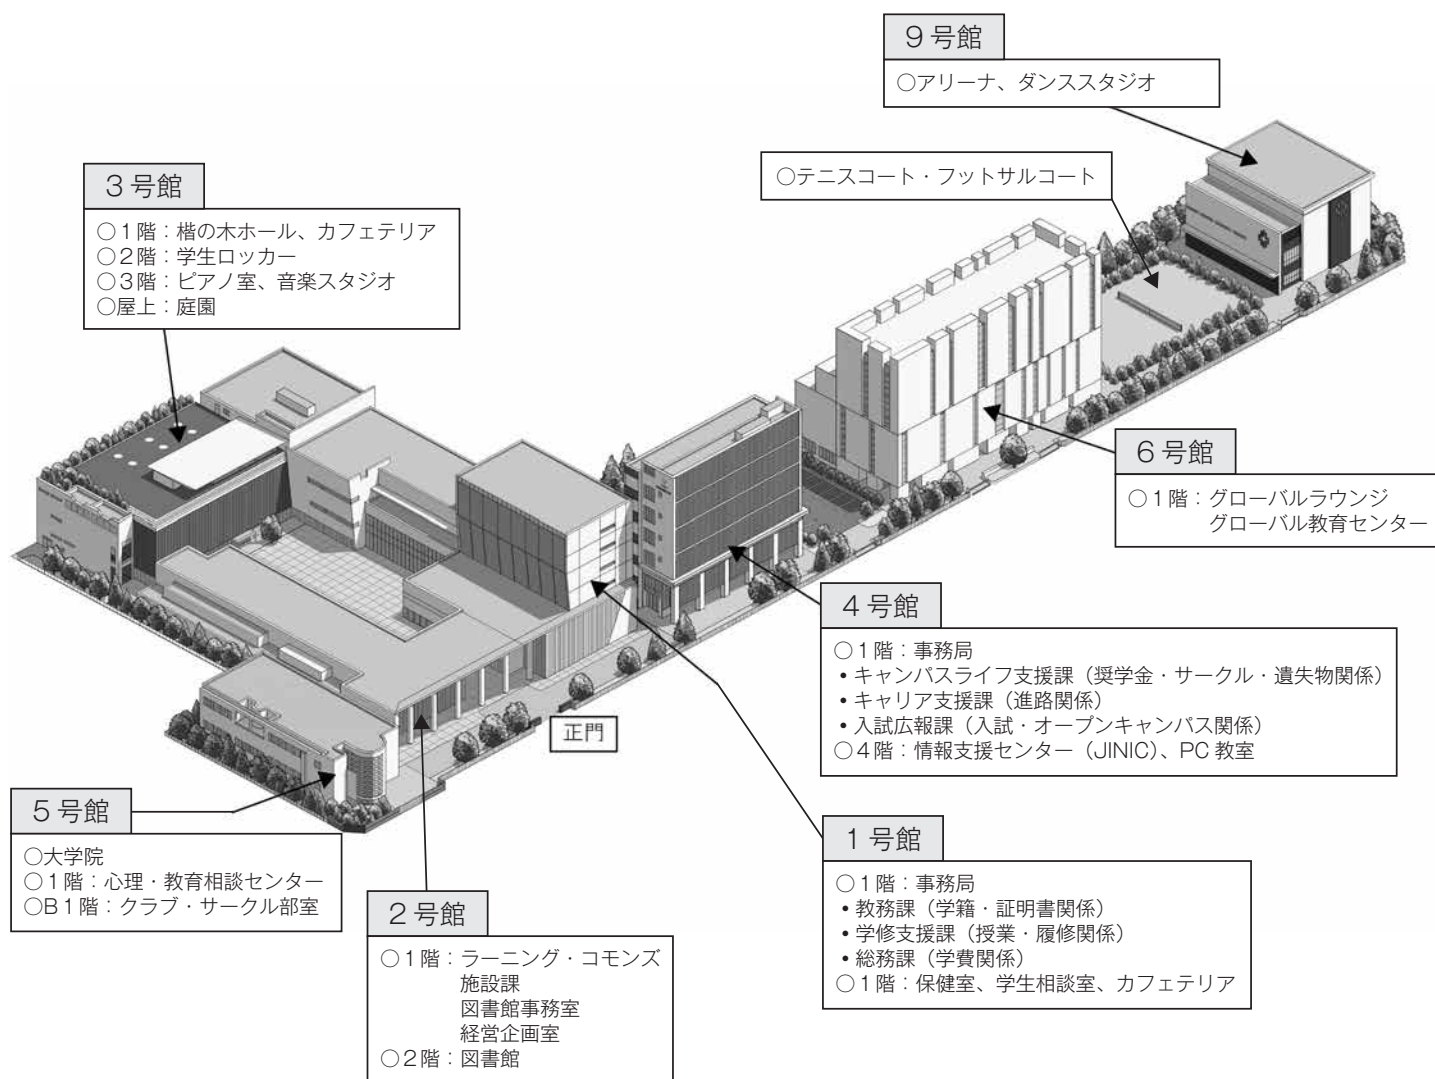 9号館
○アリーナ、ダンススタジオ
○テニスコート・フットサルコート
3号館
○1階：楷の木ホール、カフェテリア
○2階：学生ロッカー
○3階：ピアノ室、音楽スタジオ
○屋上：庭園
6号館
○1階：グローバルラウンジ
グローバル教育センター
4号館
○1階：事務局
•キャンパスライフ支援課（奨学金・サークル・遺失物関係）
•キャリア支援課（進路関係）
•入試広報課（入試・オープンキャンパス関係）
○4階：情報支援センター（JINIC）、PC教室
正門
5号館
○大学院
○1階：心理・教育相談センター
○B1階：クラブ・サークル部室
1号館
○1階：事務局
•教務課（学籍・証明書関係）
•学修支援課（授業・履修関係）
•総務課（学費関係）
○1階：保健室、学生相談室、カフェテリア
2号館
○1階：ラーニング・コモンズ
施設課
図書館事務室
経営企画室
○2階：図書館